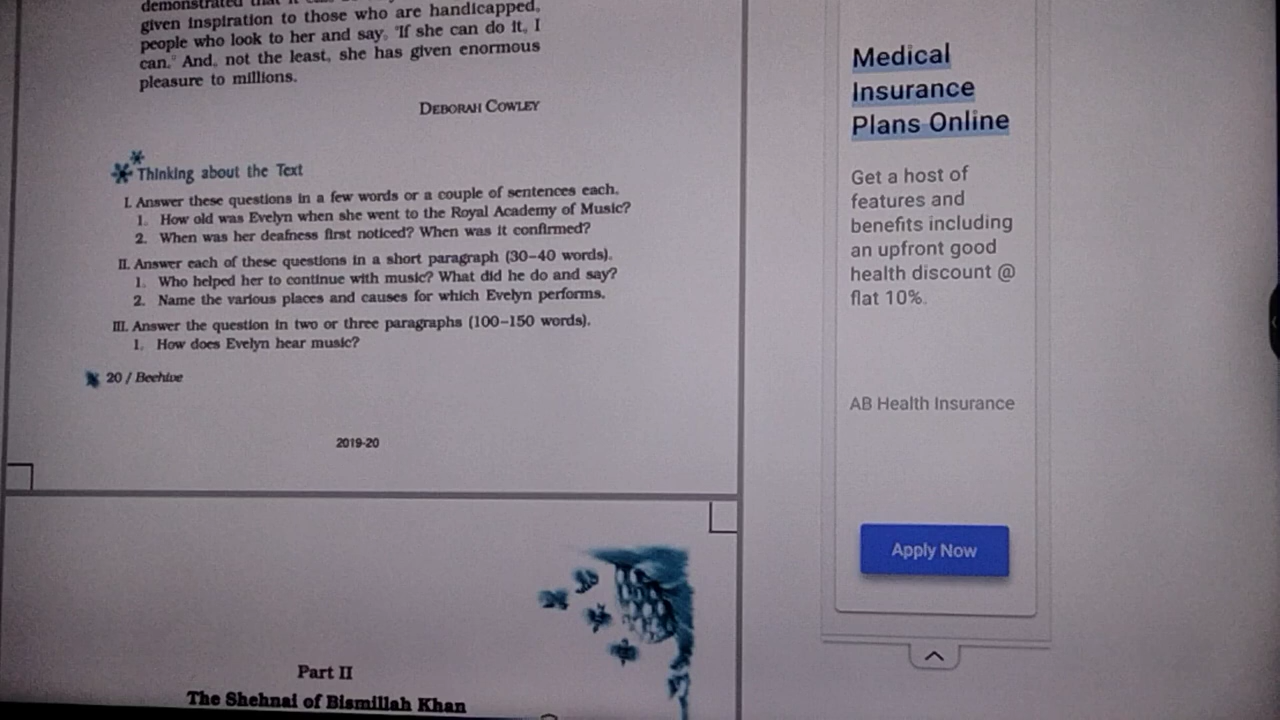 demonstrated that it
given inspiration to those who are handicapped,
people who look to her and say, 'If she can do it, I
can.' And, not the least, she has given enormous
pleasure to millions.
DEBORAH COWLEY
Thinking about the Text
I. Answer these questions in a few words or a couple of sentences each.
1. How old was Evelyn when she went to the Royal Academy of Music?
2. When was her deafness first noticed? When was it confirmed?
II. Answer each of these questions in a short paragraph (30–40 words).
1. Who helped her to continue with music? What did he do and say?
2. Name the various places and causes for which Evelyn performs.
III. Answer the question in two or three paragraphs (100–150 words).
1. How does Evelyn hear music?
20 / Beehive
2019-20
Part II
The Shehnai of Bismillah Khan
Medical
Insurance
Plans Online
Get a host of
features and
benefits including
an upfront good
health discount @
flat 10%.
AB Health Insurance
Apply Now